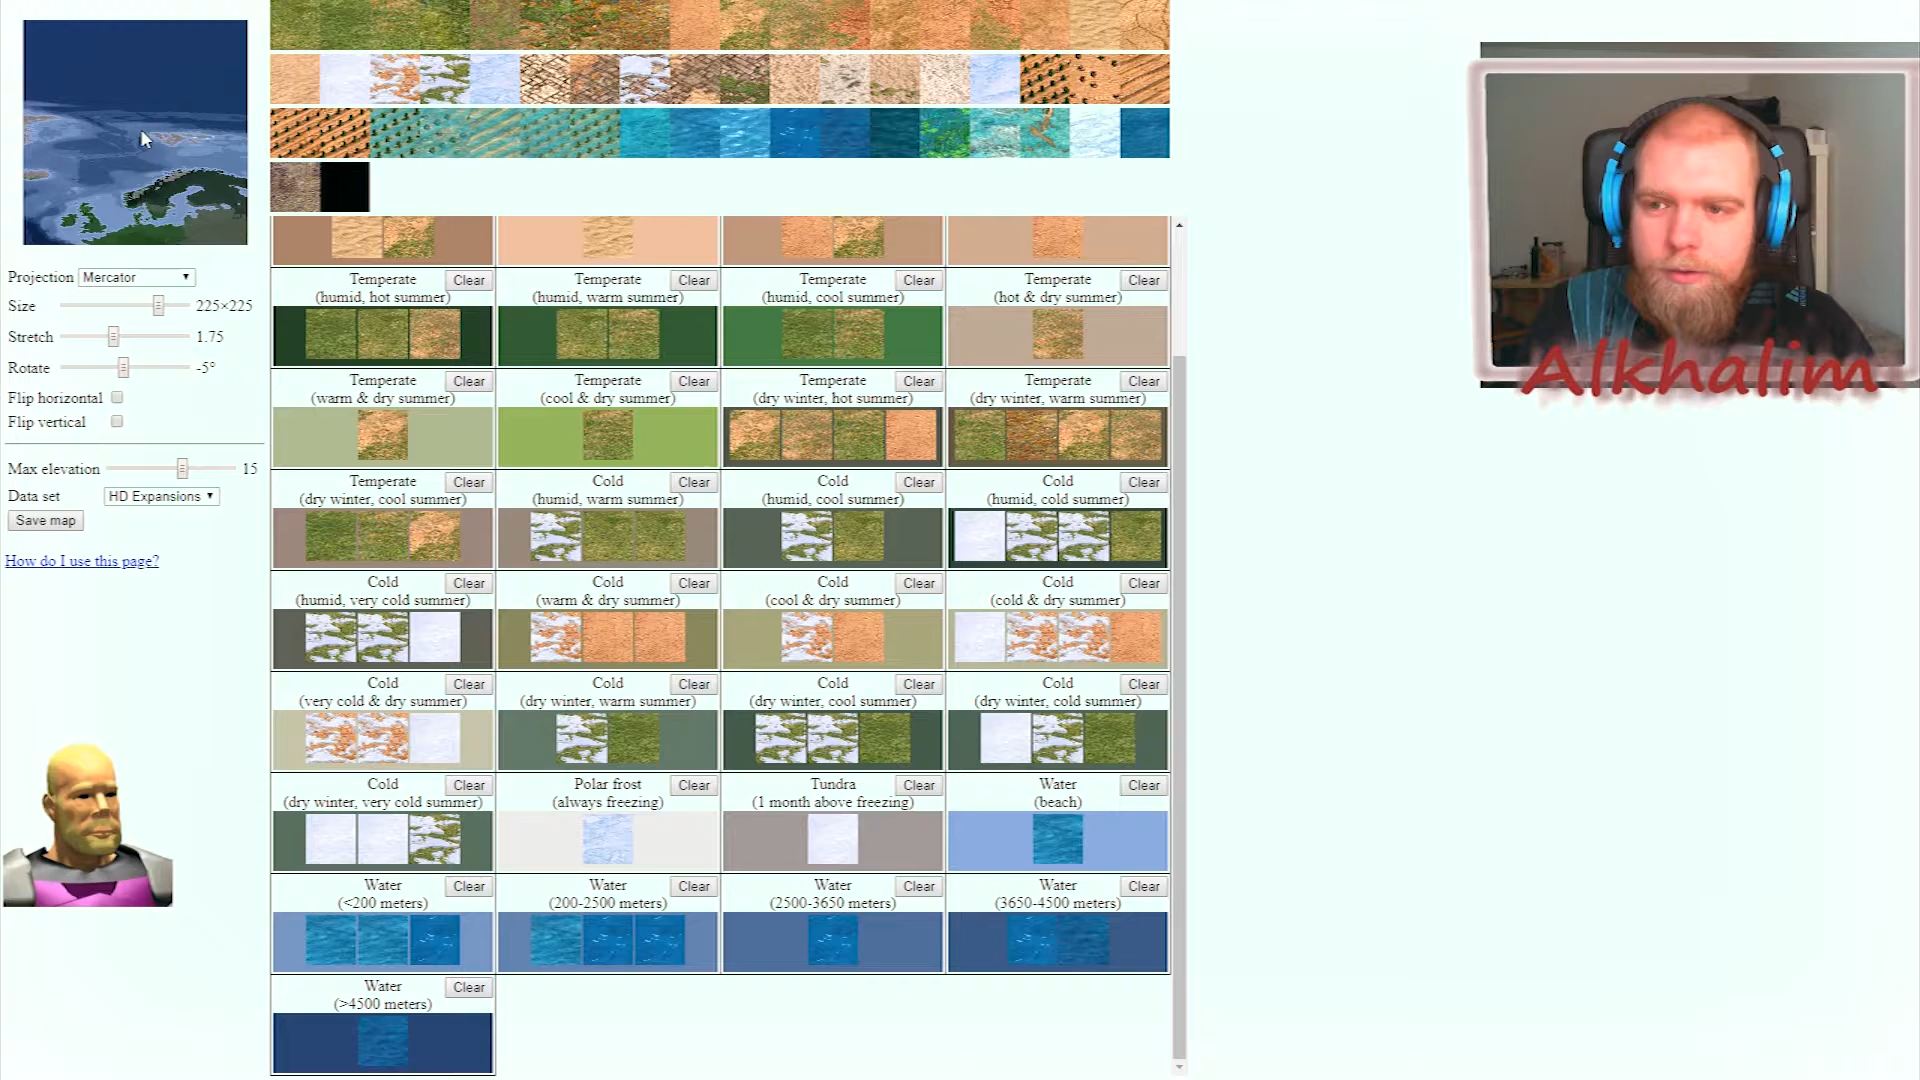 Projection Mercator
Size 225×225
Stretch 1.75
Rotate -5°
Flip horizontal
Flip vertical
Max elevation 15
Data set HD Expansions
Save map
How do I use this page?
Temperate Clear
(humid, hot summer)
Temperate Clear
(humid, warm summer)
Temperate Clear
(humid, cool summer)
Temperate Clear
(hot & dry summer)
Temperate Clear
(warm & dry summer)
Temperate Clear
(cool & dry summer)
Temperate Clear
(dry winter, hot summer)
Temperate Clear
(dry winter, warm summer)
Temperate Clear
(dry winter, cool summer)
Cold Clear
(humid, warm summer)
Cold Clear
(humid, cool summer)
Cold Clear
(humid, cold summer)
Cold Clear
(humid, very cold summer)
Cold Clear
(warm & dry summer)
Cold Clear
(cool & dry summer)
Cold Clear
(cold & dry summer)
Cold Clear
(very cold & dry summer)
Cold Clear
(dry winter, warm summer)
Cold Clear
(dry winter, cool summer)
Cold Clear
(dry winter, cold summer)
Cold Clear
(dry winter, very cold summer)
Polar frost Clear
(always freezing)
Tundra Clear
(1 month above freezing)
Water Clear
(beach)
Water Clear
(<200 meters)
Water Clear
(200-2500 meters)
Water Clear
(2500-3650 meters)
Water Clear
(3650-4500 meters)
Water Clear
(>4500 meters)
Alkhalim